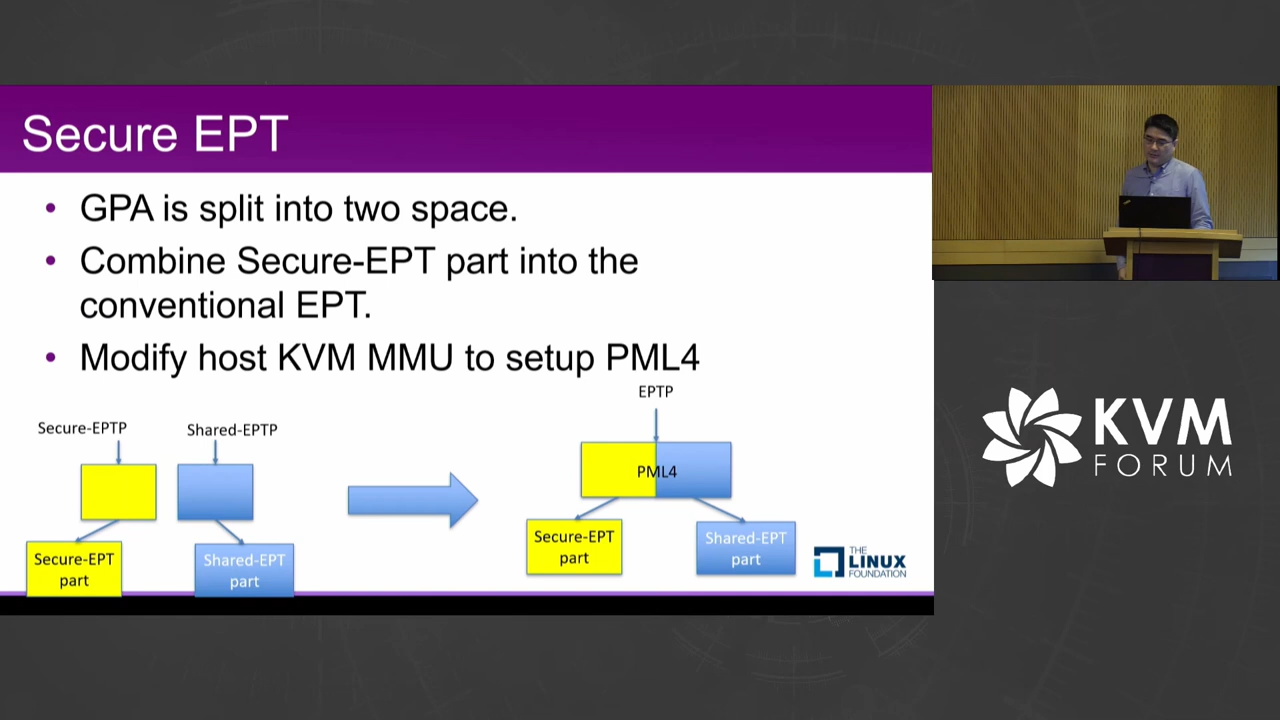 Secure EPT
• GPA is split into two space.
• Combine Secure-EPT part into the
conventional EPT.
• Modify host KVM MMU to setup PML4
Secure-EPTP
Shared-EPTP
Secure-EPT
part
Shared-EPT
part
EPTP
PML4
Secure-EPT
part
Shared-EPT
part
THE
LINUX
FOUNDATION
KVM
FORUM